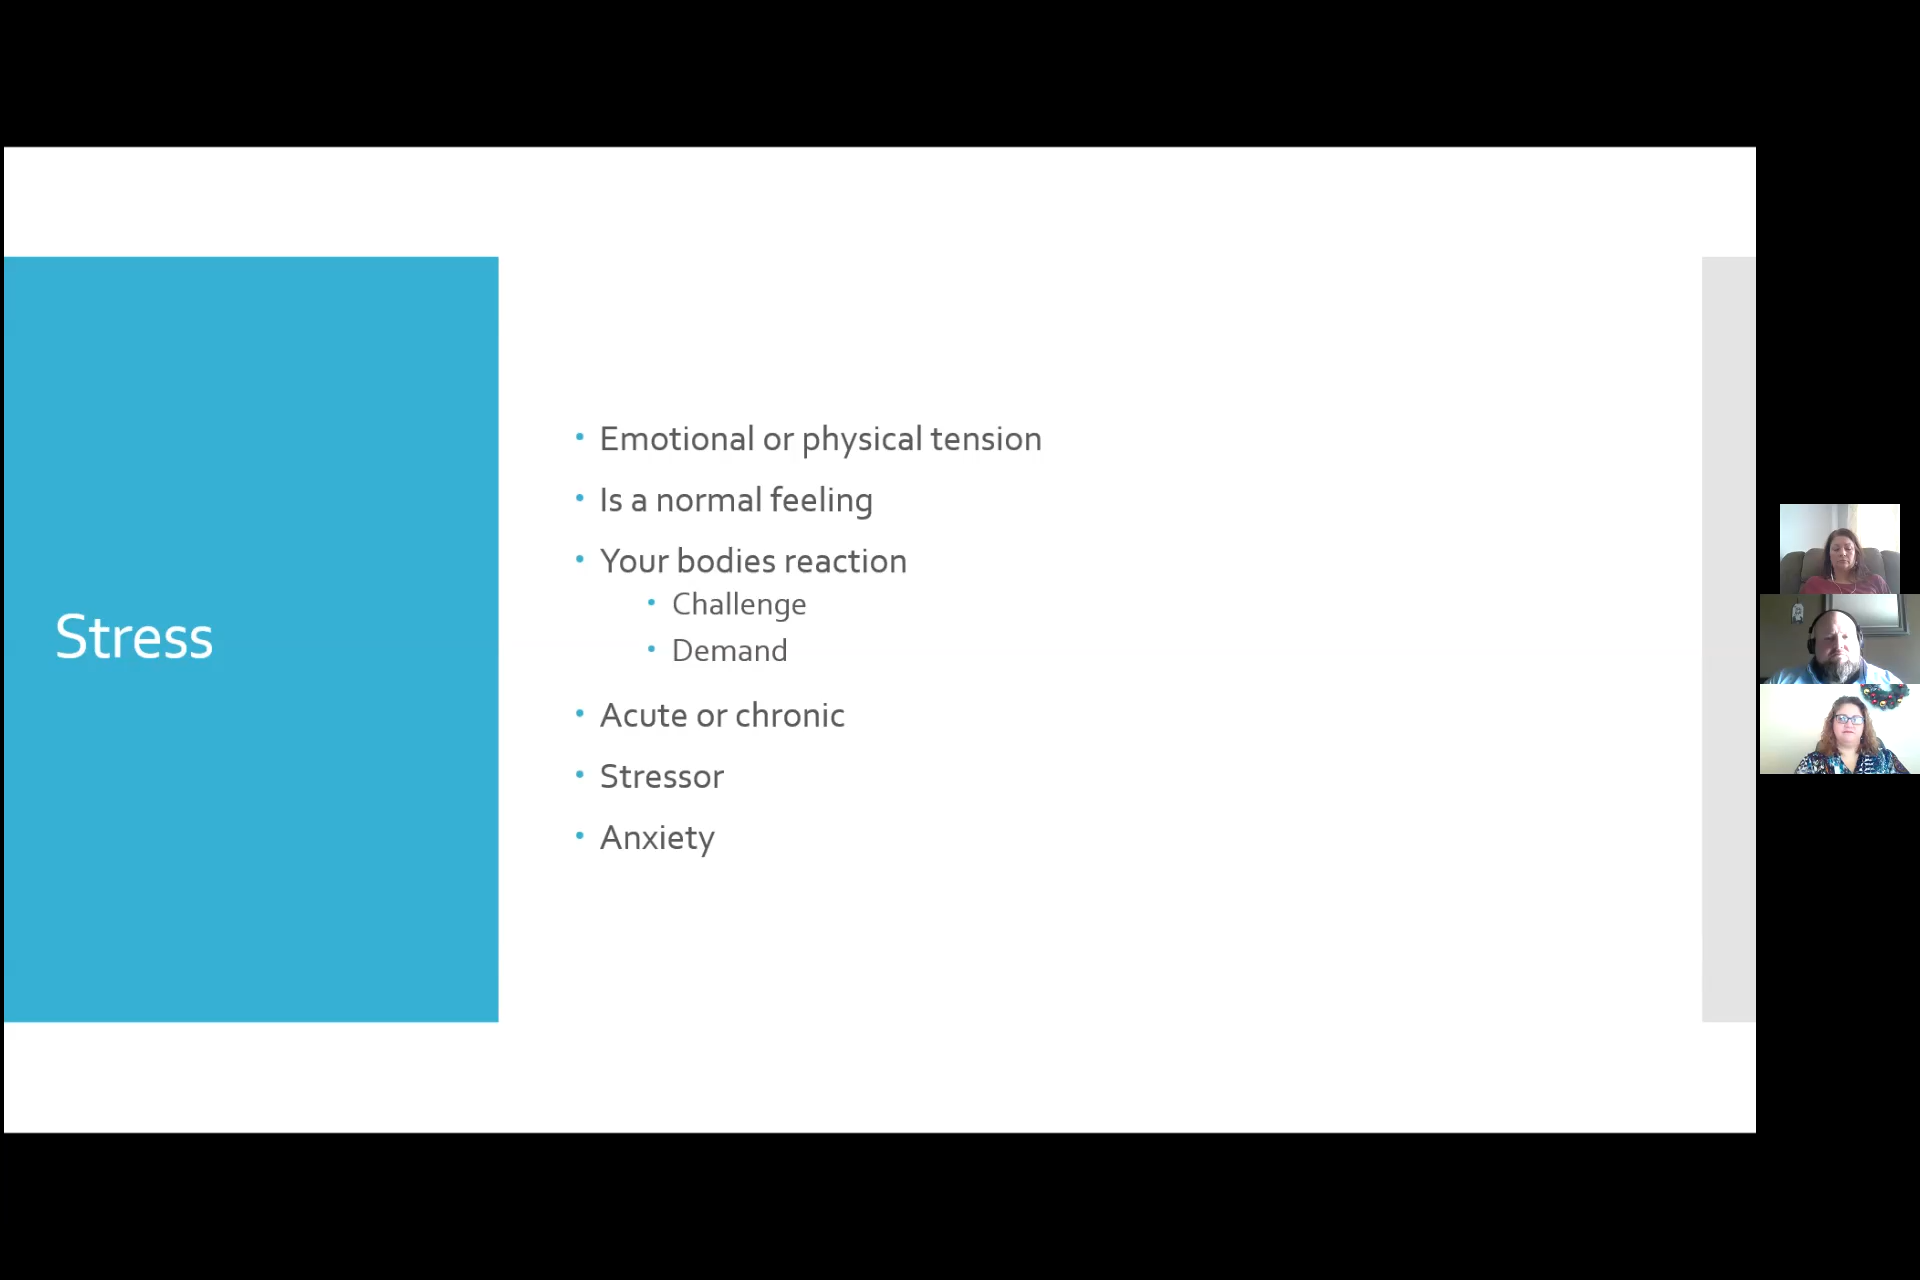 Stress
Emotional or physical tension
Is a normal feeling
Your bodies reaction
Challenge
Demand
Acute or chronic
Stressor
Anxiety